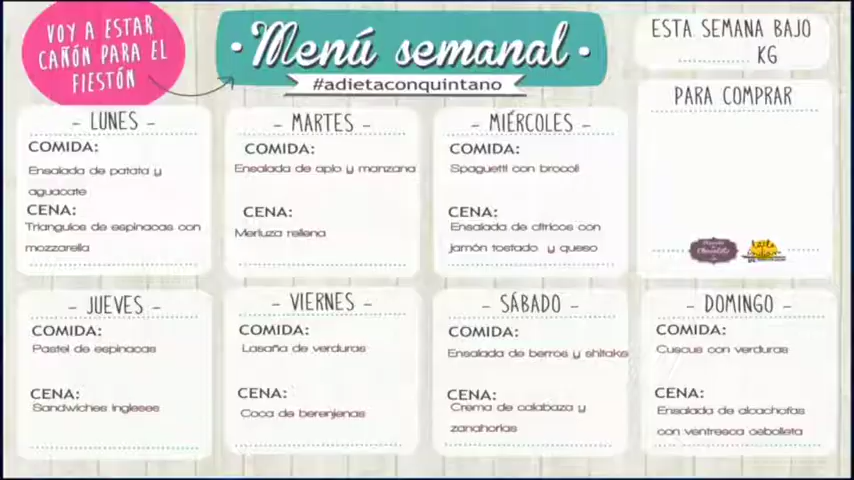 VOY A ESTAR
CAÑÓN PARA EL
FIESTÓN
· Menú semanal ·
#adietaconquintano
ESTA SEMANA BAJO
............... KG
PARA COMPRAR
- LUNES -
COMIDA:
Ensalada de patata y
aguacate
CENA:
Triangulos de espinacas con
mozzarella
- MARTES -
COMIDA:
Ensalada de apio y manzana
CENA:
Merluza rellena
- MIÉRCOLES -
COMIDA:
Spaguetti con brocoli
CENA:
Ensalada de cítricos con
jamón tostado y queso
- JUEVES -
COMIDA:
Pastel de espinacas
CENA:
Sandwiches ingleses
- VIERNES -
COMIDA:
Lasaña de verduras
CENA:
Coca de berenjenas
- SÁBADO -
COMIDA:
Ensalada de berros y shitake
CENA:
Crema de calabaza y
zanahorias
- DOMINGO -
COMIDA:
Cuscus con verduras
CENA:
Ensalada de alcachofas
con ventresca cebolleta